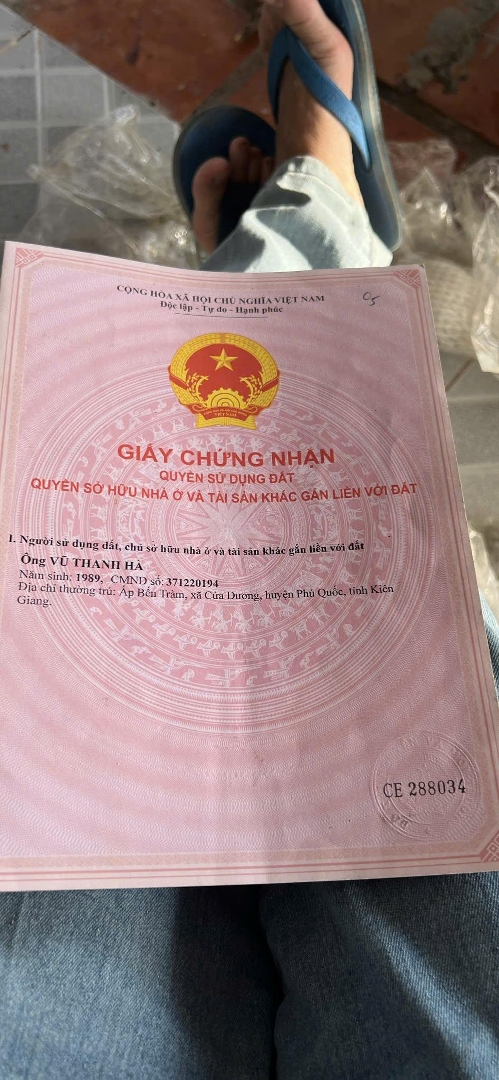 CỘNG HÒA XÃ HỘI CHỦ NGHĨA VIỆT NAM
Độc lập - Tự do - Hạnh phúc
05
VIỆT NAM
GIẤY CHỨNG NHẬN
QUYỀN SỬ DỤNG ĐẤT
QUYỀN SỞ HỮU NHÀ Ở VÀ TÀI SẢN KHÁC GẮN LIỀN VỚI ĐẤT
I. Người sử dụng đất, chủ sở hữu nhà ở và tài sản khác gắn liền với đất
Ông VŨ THANH HÀ
Năm sinh: 1989, CMND số: 371220194
Địa chỉ thường trú: Ấp Bến Tràm, xã Cửa Dương, huyện Phú Quốc, tỉnh Kiên
Giang.
CE 288034